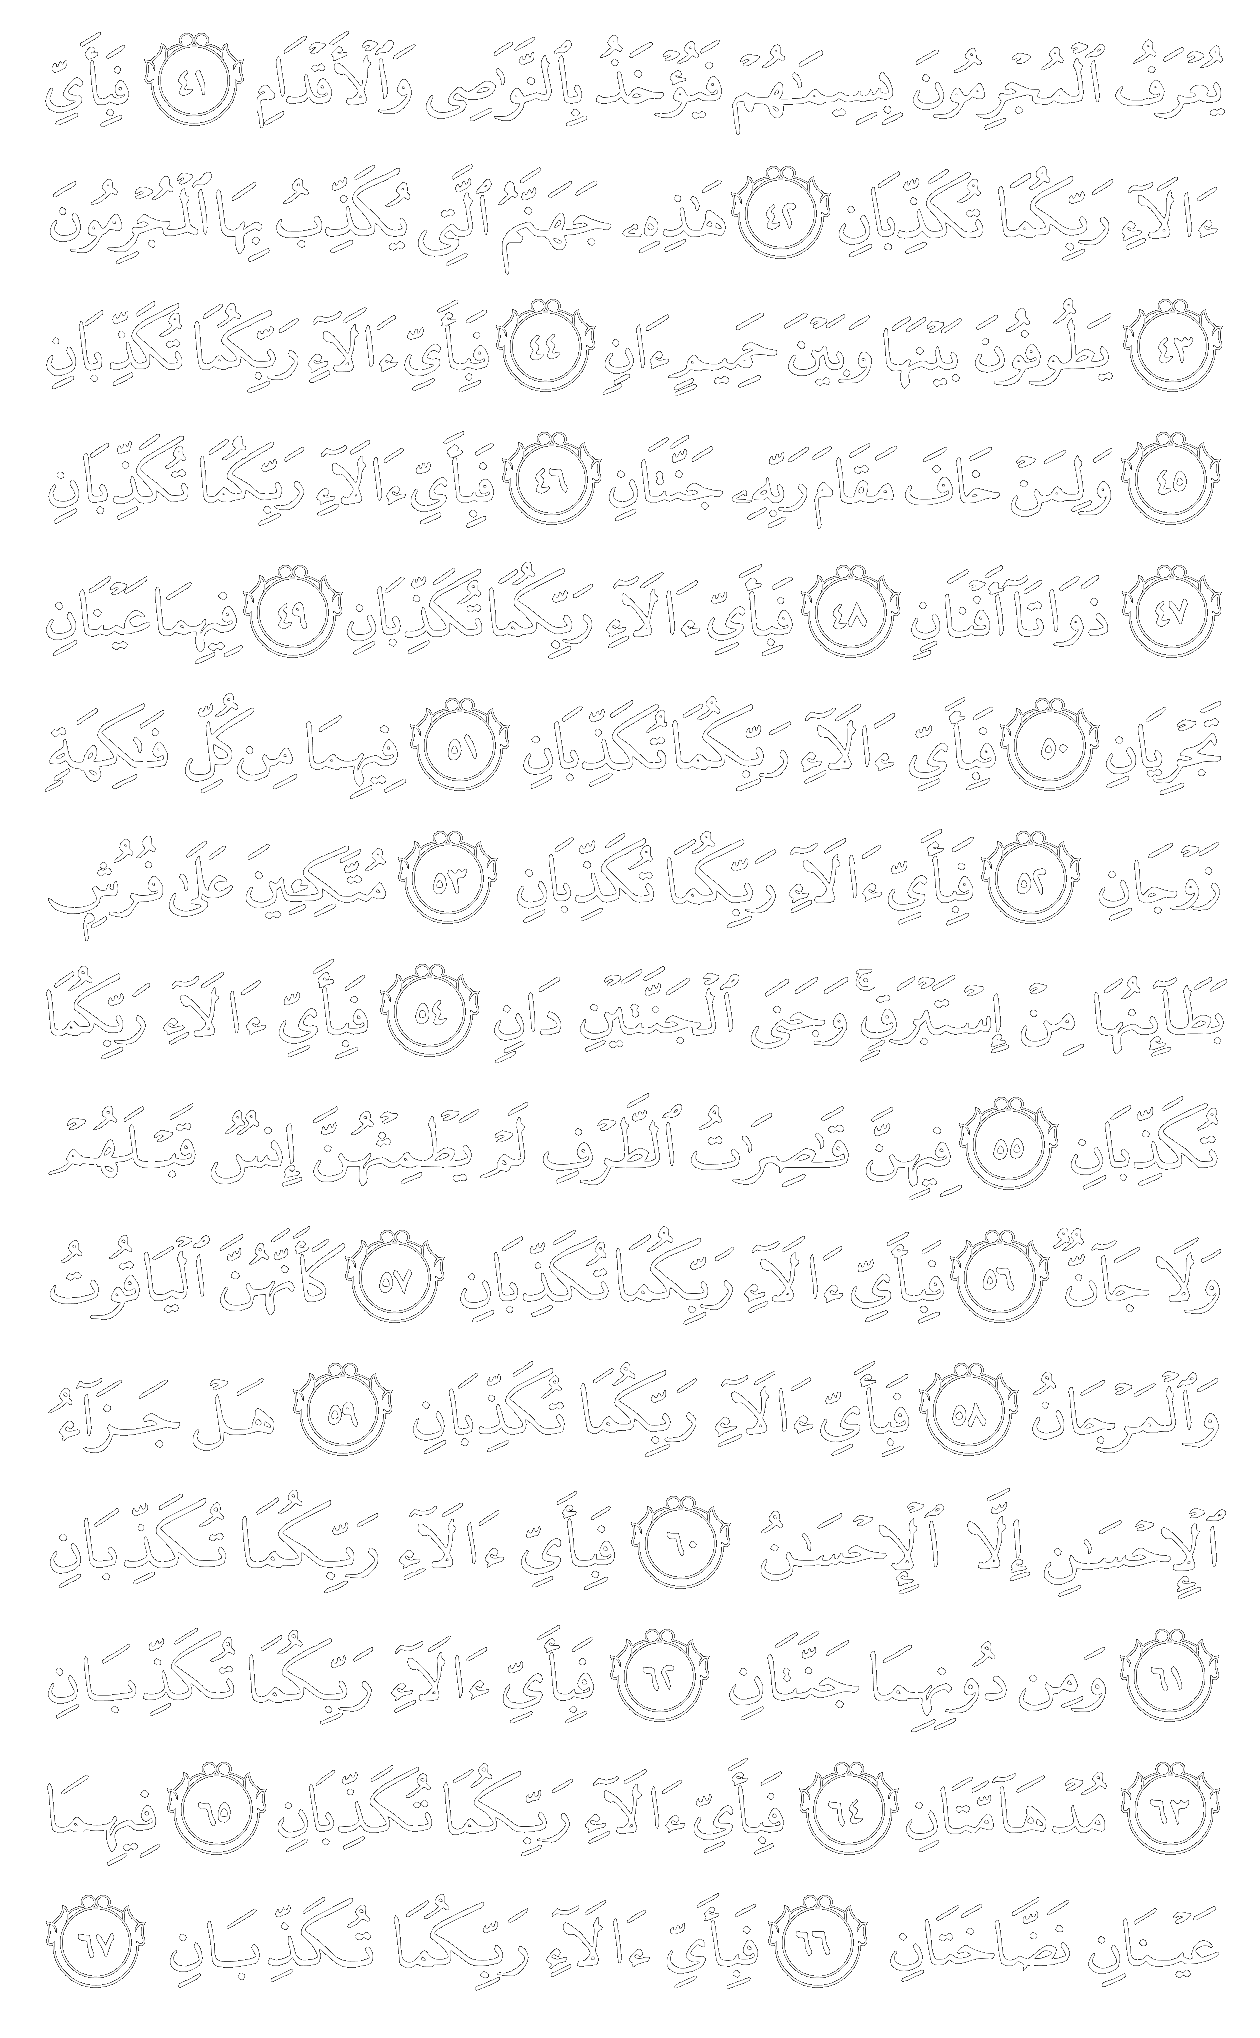 يُعْرَفُ ٱلْمُجْرِمُونَ بِسِيمَـٰهُمْ فَيُؤْخَذُ بِٱلنَّوَٰصِى وَٱلْأَقْدَامِ ٤١ فَبِأَىِّ
ءَالَآءِ رَبِّكُمَا تُكَذِّبَانِ ٤٢ هَـٰذِهِۦ جَهَنَّمُ ٱلَّتِى يُكَذِّبُ بِهَا ٱلْمُجْرِمُونَ
٤٣ يَطُوفُونَ بَيْنَهَا وَبَيْنَ حَمِيمٍ ءَانٍ ٤٤ فَبِأَىِّ ءَالَآءِ رَبِّكُمَا تُكَذِّبَانِ
٤٥ وَلِمَنْ خَافَ مَقَامَ رَبِّهِۦ جَنَّتَانِ ٤٦ فَبِأَىِّ ءَالَآءِ رَبِّكُمَا تُكَذِّبَانِ
٤٧ ذَوَاتَآ أَفْنَانٍ ٤٨ فَبِأَىِّ ءَالَآءِ رَبِّكُمَا تُكَذِّبَانِ ٤٩ فِيهِمَا عَيْنَانِ
تَجْرِيَانِ ٥٠ فَبِأَىِّ ءَالَآءِ رَبِّكُمَا تُكَذِّبَانِ ٥١ فِيهِمَا مِن كُلِّ فَـٰكِهَةٍ
زَوْجَانِ ٥٢ فَبِأَىِّ ءَالَآءِ رَبِّكُمَا تُكَذِّبَانِ ٥٣ مُتَّكِـِٔينَ عَلَىٰ فُرُشٍۭ
بَطَآئِنُهَا مِنْ إِسْتَبْرَقٍ ۚ وَجَنَى ٱلْجَنَّتَيْنِ دَانٍ ٥٤ فَبِأَىِّ ءَالَآءِ رَبِّكُمَا
تُكَذِّبَانِ ٥٥ فِيهِنَّ قَـٰصِرَٰتُ ٱلطَّرْفِ لَمْ يَطْمِثْهُنَّ إِنسٌ قَبْلَهُمْ
وَلَا جَآنٌّ ٥٦ فَبِأَىِّ ءَالَآءِ رَبِّكُمَا تُكَذِّبَانِ ٥٧ كَأَنَّهُنَّ ٱلْيَاقُوتُ
وَٱلْمَرْجَانُ ٥٨ فَبِأَىِّ ءَالَآءِ رَبِّكُمَا تُكَذِّبَانِ ٥٩ هَلْ جَزَآءُ
ٱلْإِحْسَـٰنِ إِلَّا ٱلْإِحْسَـٰنُ ٦٠ فَبِأَىِّ ءَالَآءِ رَبِّكُمَا تُكَذِّبَانِ
٦١ وَمِن دُونِهِمَا جَنَّتَانِ ٦٢ فَبِأَىِّ ءَالَآءِ رَبِّكُمَا تُكَذِّبَانِ
٦٣ مُدْهَآمَّتَانِ ٦٤ فَبِأَىِّ ءَالَآءِ رَبِّكُمَا تُكَذِّبَانِ ٦٥ فِيهِمَا
عَيْنَانِ نَضَّاخَتَانِ ٦٦ فَبِأَىِّ ءَالَآءِ رَبِّكُمَا تُكَذِّبَانِ ٦٧